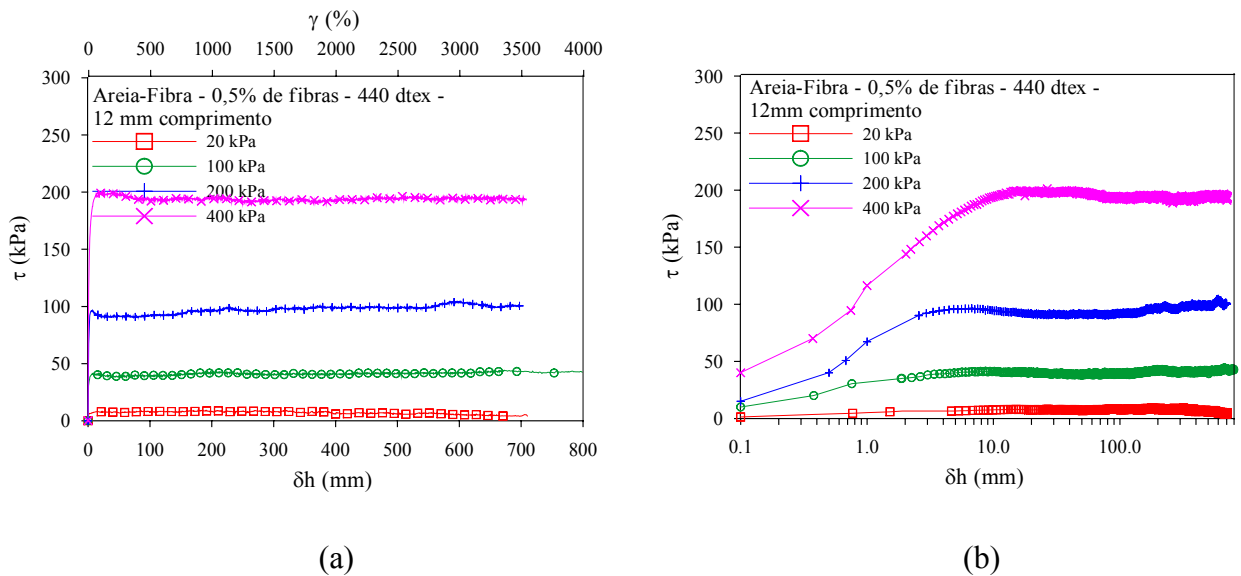 γ (%)
0 500 1000 1500 2000 2500 3000 3500 4000
300
250
200
150
100
50
0
τ (kPa)
Areia-Fibra - 0,5% de fibras - 440 dtex -
12 mm comprimento
20 kPa
100 kPa
200 kPa
400 kPa
0 100 200 300 400 500 600 700 800
δh (mm)
(a)
300
250
200
150
100
50
0
τ (kPa)
Areia-Fibra - 0,5% de fibras - 440 dtex -
12mm comprimento
20 kPa
100 kPa
200 kPa
400 kPa
0.1 1.0 10.0 100.0
δh (mm)
(b)